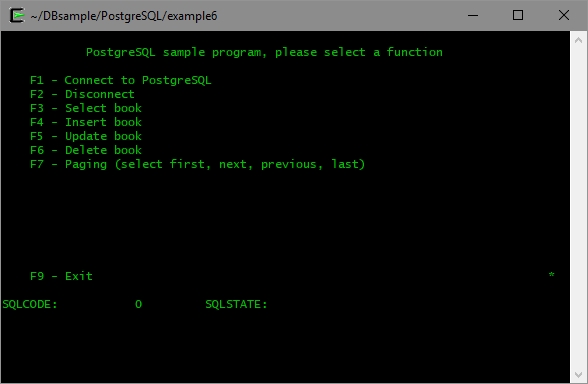 ~/DBsample/PostgreSQL/example6
PostgreSQL sample program, please select a function
F1 - Connect to PostgreSQL
F2 - Disconnect
F3 - Select book
F4 - Insert book
F5 - Update book
F6 - Delete book
F7 - Paging (select first, next, previous, last)
F9 - Exit *
SQLCODE: 0 SQLSTATE: